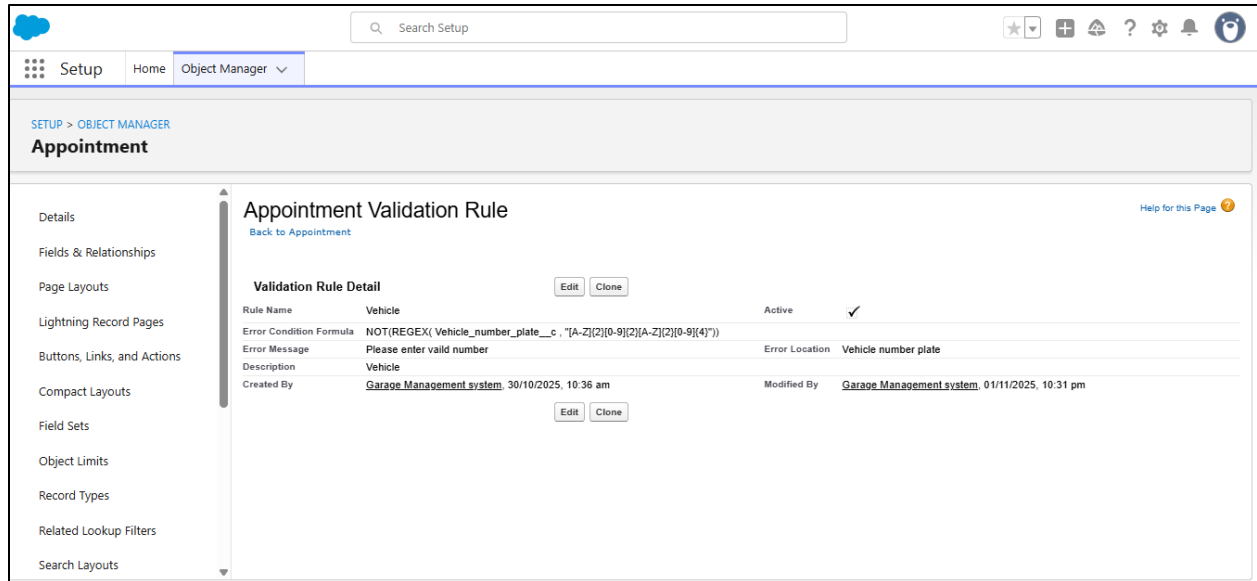 Search Setup
Setup Home Object Manager
SETUP > OBJECT MANAGER
Appointment
Details
Fields & Relationships
Page Layouts
Lightning Record Pages
Buttons, Links, and Actions
Compact Layouts
Field Sets
Object Limits
Record Types
Related Lookup Filters
Search Layouts
Appointment Validation Rule
Help for this Page ?
Back to Appointment
Validation Rule Detail Edit Clone
Rule Name Vehicle Active ✓
Error Condition Formula NOT(REGEX( Vehicle_number_plate__c , "[A-Z]{2}[0-9]{2}[A-Z]{2}[0-9]{4}"))
Error Message Please enter vaild number Error Location Vehicle number plate
Description Vehicle
Created By Garage Management system, 30/10/2025, 10:36 am Modified By Garage Management system, 01/11/2025, 10:31 pm
Edit Clone